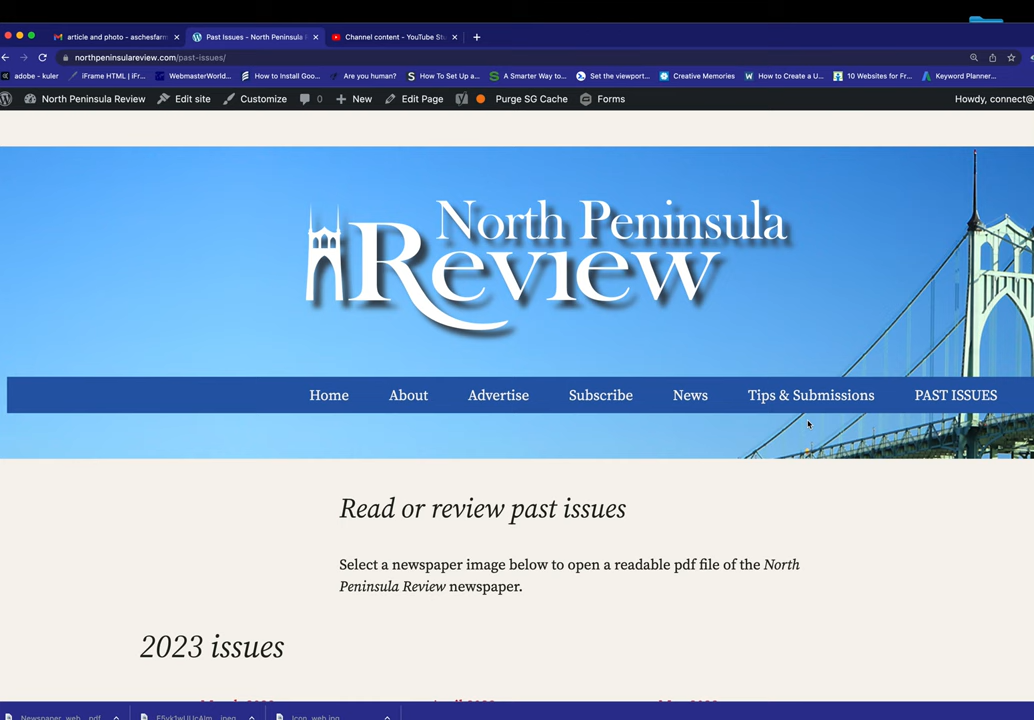 article and photo - aschesfarm
Past Issues - North Peninsula
Channel content - YouTube Stu
northpeninsulareview.com/past-issues/
adobe - kuler
iFrame HTML | iFr...
WebmasterWorld...
How to Install Goo...
Are you human?
How To Set Up a...
A Smarter Way to...
Set the viewport...
Creative Memories
How to Create a U...
10 Websites for Fr...
Keyword Planner...
North Peninsula Review
Edit site
Customize
0
New
Edit Page
Purge SG Cache
Forms
Howdy, connect@
North Peninsula
Review
Home
About
Advertise
Subscribe
News
Tips & Submissions
PAST ISSUES
Read or review past issues
Select a newspaper image below to open a readable pdf file of the North
Peninsula Review newspaper.
2023 issues